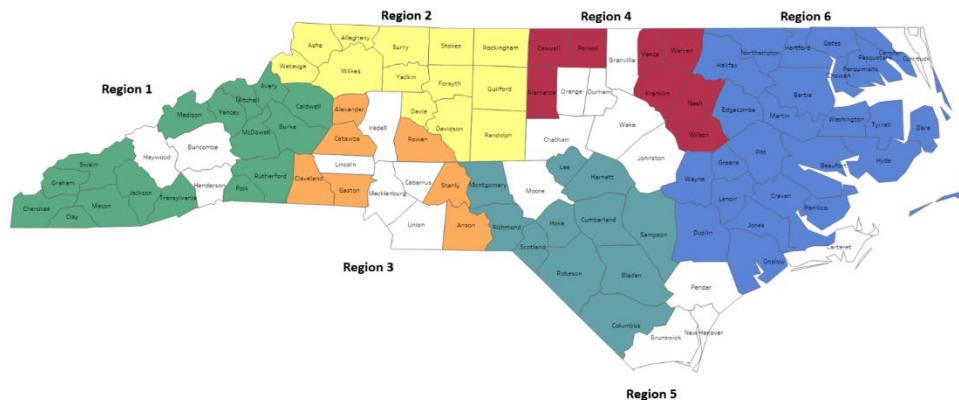 Region 2
Region 4
Region 6
Region 1
Region 3
Region 5
Ashe
Alleghany
Surry
Stokes
Rockingham
Caswell
Person
Granville
Vance
Warren
Northampton
Hertford
Gates
Camden
Currituck
Pasquotank
Perquimans
Chowan
Watauga
Wilkes
Yadkin
Forsyth
Guilford
Alamance
Orange
Durham
Franklin
Halifax
Bertie
Avery
Mitchell
Madison
Yancey
Caldwell
Alexander
Iredell
Davie
Davidson
Randolph
Chatham
Wake
Nash
Edgecombe
Martin
Washington
Tyrrell
Dare
McDowell
Burke
Catawba
Rowan
Wilson
Haywood
Buncombe
Lincoln
Johnston
Greene
Pitt
Beaufort
Hyde
Swain
Graham
Jackson
Henderson
Polk
Rutherford
Cleveland
Gaston
Mecklenburg
Cabarrus
Stanly
Montgomery
Moore
Lee
Harnett
Wayne
Lenoir
Craven
Pamlico
Cherokee
Clay
Macon
Transylvania
Union
Anson
Richmond
Scotland
Hoke
Cumberland
Sampson
Duplin
Jones
Onslow
Carteret
Robeson
Bladen
Pender
Columbus
Brunswick
New Hanover